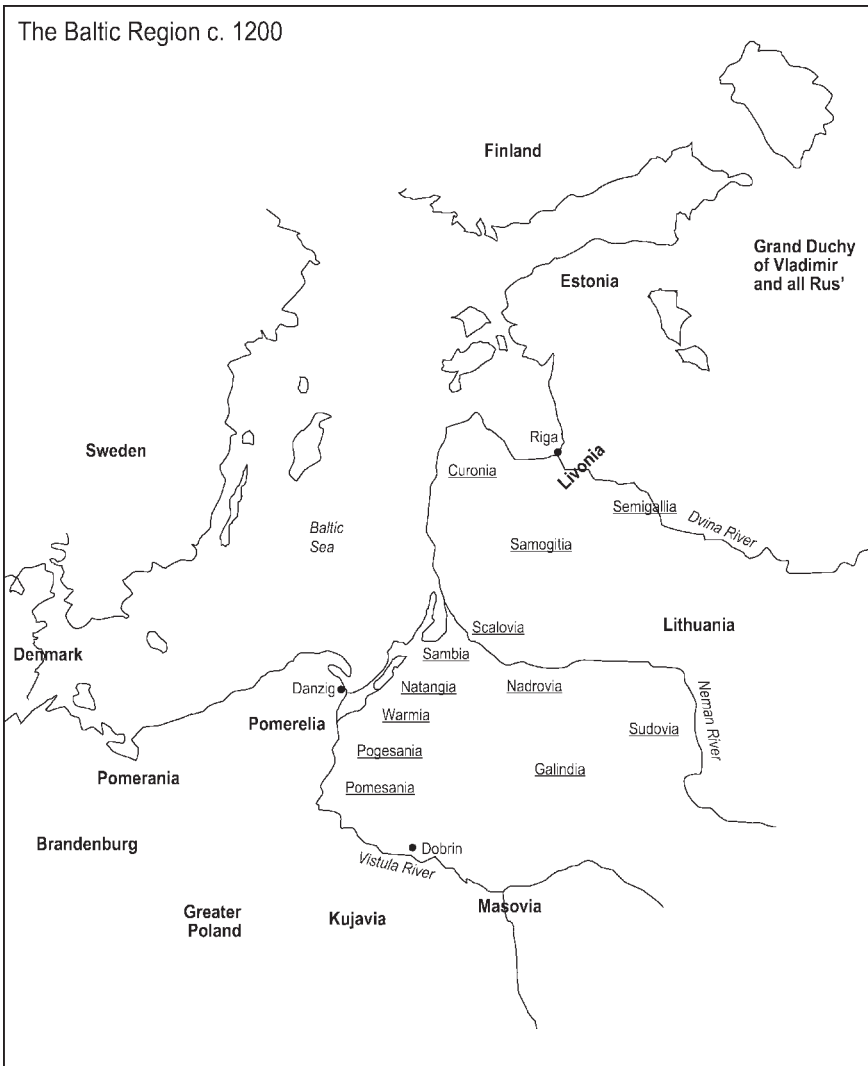 The Baltic Region c. 1200
Finland
Grand Duchy
of Vladimir
and all Rus'
Estonia
Riga
Sweden
Livonia
Curonia
Semigallia
Dvina River
Baltic
Sea
Samogitia
Scalovia
Lithuania
Denmark
Sambia
Danzig
Natangia
Nadrovia
Neman River
Pomerelia
Warmia
Sudovia
Pogesania
Pomerania
Galindia
Pomesania
Brandenburg
Dobrin
Vistula River
Greater
Poland
Kujavia
Masovia